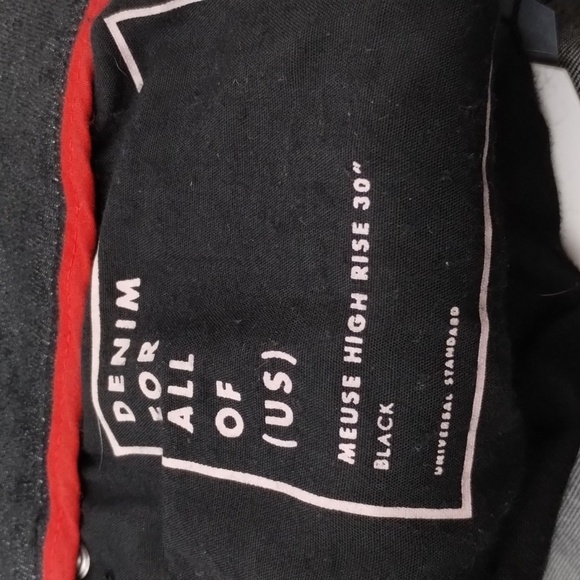 DENIM
FOR
ALL
OF
(US)
MEUSE HIGH RISE 30"
BLACK
UNIVERSAL STANDARD